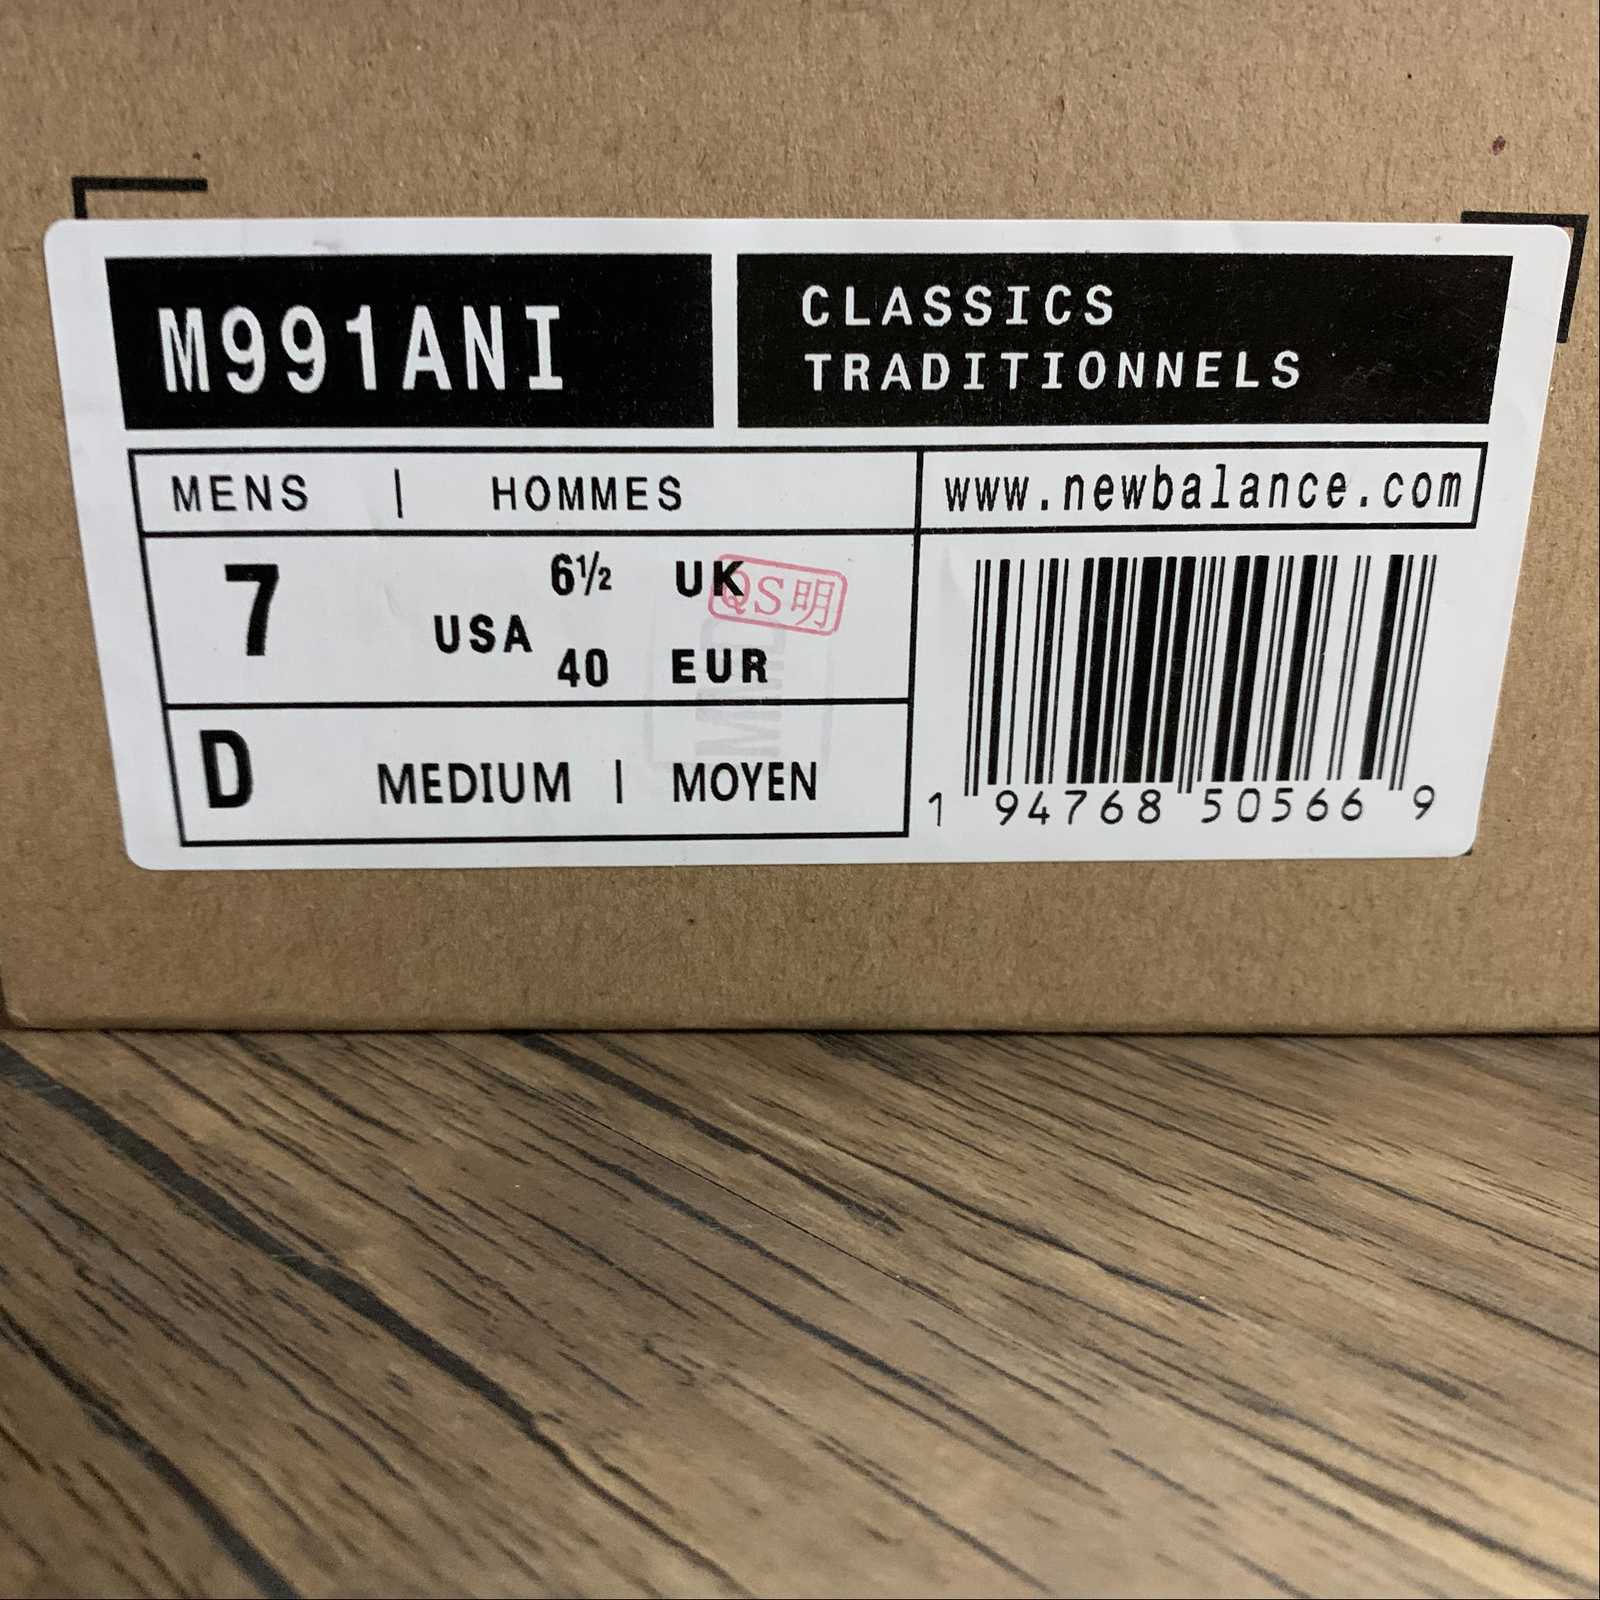 M991ANI
CLASSICS
TRADITIONNELS
MENS | HOMMES
www.newbalance.com
7 USA
6½ UK
40 EUR
QS明
D MEDIUM | MOYEN
1 94768 50566 9